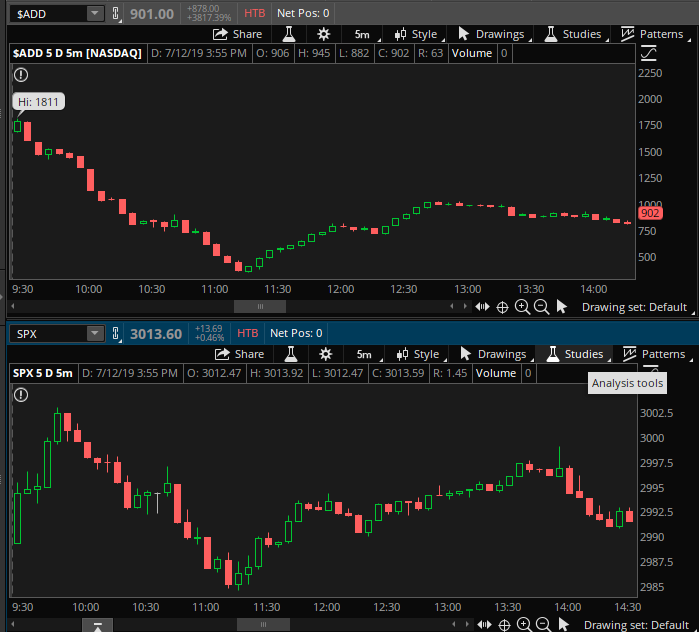 $ADD 901.00 +878.00 +3817.39% HTB Net Pos: 0
Share 5m Style Drawings Studies Patterns
$ADD 5 D 5m [NASDAQ] D: 7/12/19 3:55 PM O: 906 H: 945 L: 882 C: 902 R: 63 Volume 0
Hi: 1811
2250
2000
1750
1500
1250
1000
902
750
500
9:30 10:00 10:30 11:00 11:30 12:00 12:30 13:00 13:30 14:00
Drawing set: Default
SPX 3013.60 +13.69 +0.46% HTB Net Pos: 0
Share 5m Style Drawings Studies Patterns
SPX 5 D 5m D: 7/12/19 3:55 PM O: 3012.47 H: 3013.92 L: 3012.47 C: 3013.59 R: 1.45 Volume 0
Analysis tools
3002.5
3000
2997.5
2995
2992.5
2990
2987.5
2985
9:30 10:00 10:30 11:00 11:30 12:00 12:30 13:00 13:30 14:00 14:30
Drawing set: Default